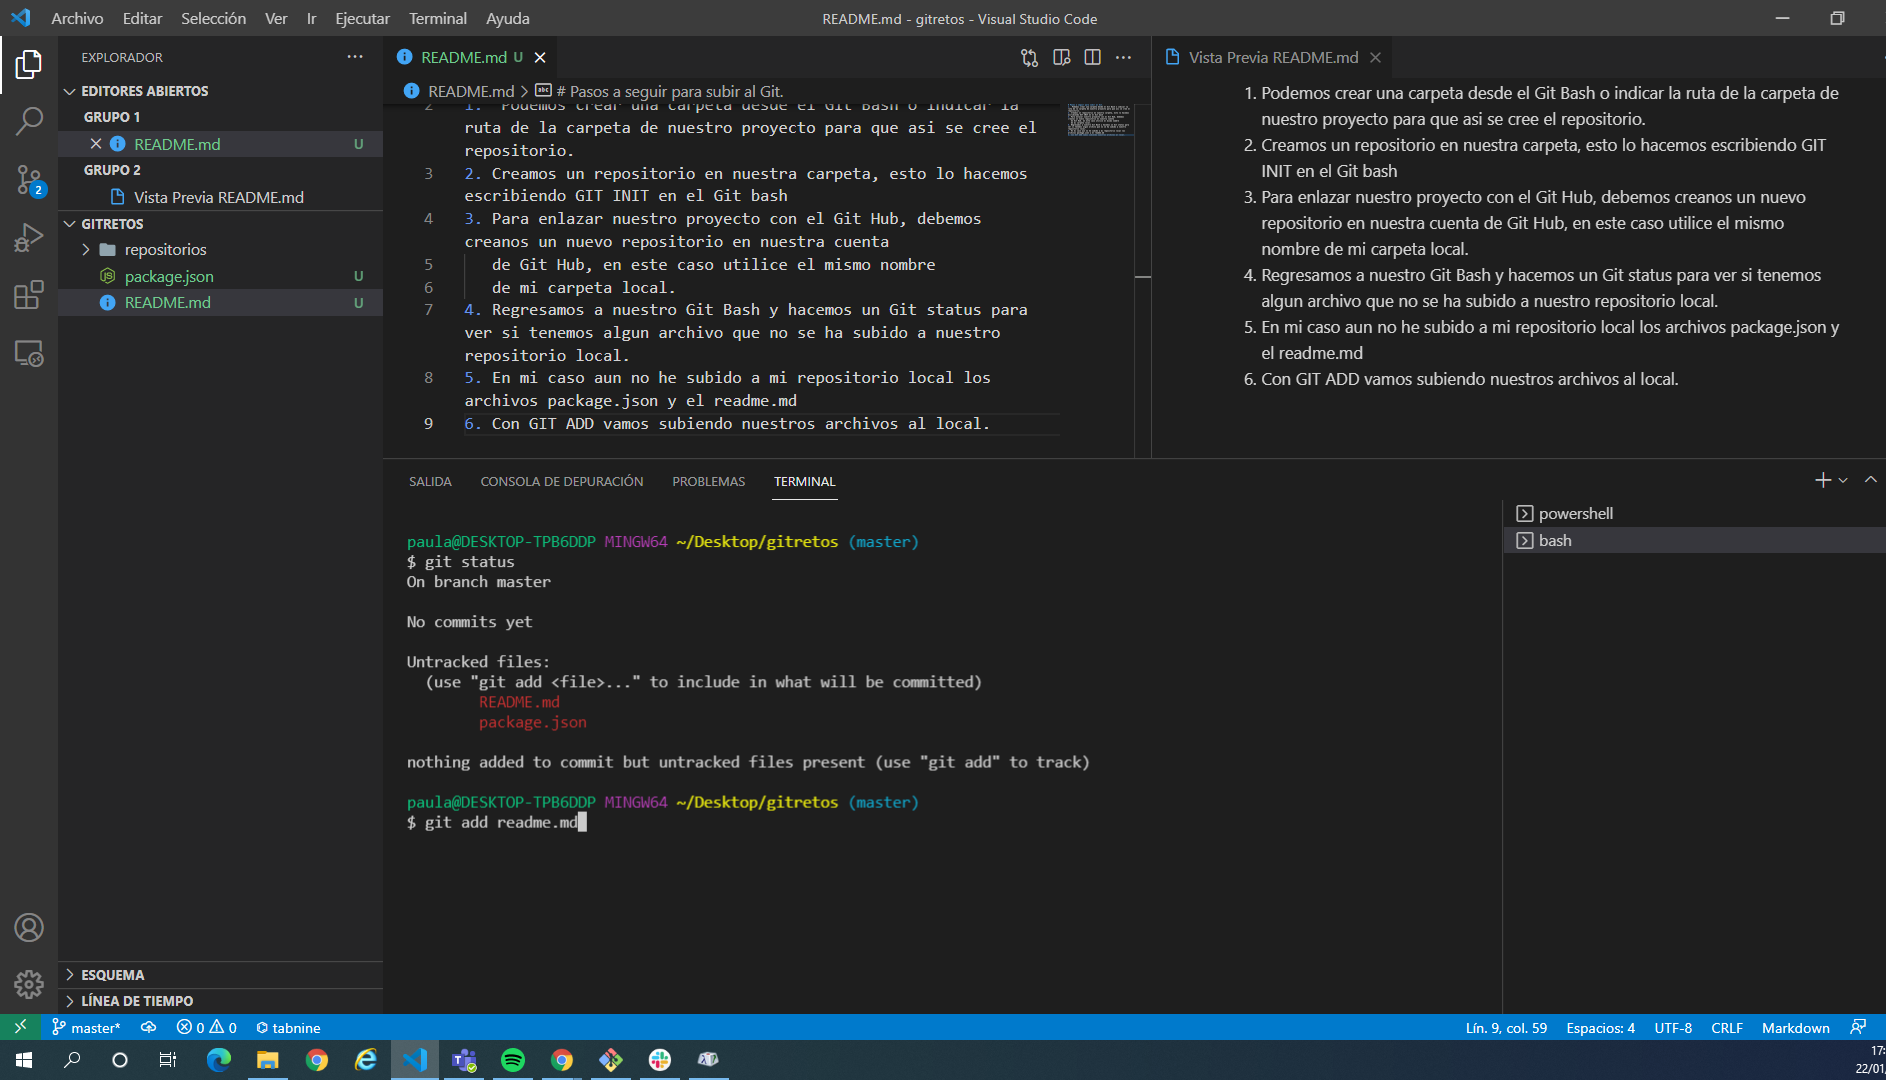 Archivo Editar Selección Ver Ir Ejecutar Terminal Ayuda
README.md - gitretos - Visual Studio Code
EXPLORADOR
EDITORES ABIERTOS
GRUPO 1
README.md U
GRUPO 2
Vista Previa README.md
GITRETOS
repositorios
package.json U
README.md U
ESQUEMA
LÍNEA DE TIEMPO
2
README.md U
README.md > # Pasos a seguir para subir al Git.
2 1. Podemos crear una carpeta desde el Git Bash o indicar la
ruta de la carpeta de nuestro proyecto para que asi se cree el
repositorio.
3 2. Creamos un repositorio en nuestra carpeta, esto lo hacemos
escribiendo GIT INIT en el Git bash
4 3. Para enlazar nuestro proyecto con el Git Hub, debemos
creanos un nuevo repositorio en nuestra cuenta
5 de Git Hub, en este caso utilice el mismo nombre
6 de mi carpeta local.
7 4. Regresamos a nuestro Git Bash y hacemos un Git status para
ver si tenemos algun archivo que no se ha subido a nuestro
repositorio local.
8 5. En mi caso aun no he subido a mi repositorio local los
archivos package.json y el readme.md
9 6. Con GIT ADD vamos subiendo nuestros archivos al local.
Vista Previa README.md
1. Podemos crear una carpeta desde el Git Bash o indicar la ruta de la carpeta de
nuestro proyecto para que asi se cree el repositorio.
2. Creamos un repositorio en nuestra carpeta, esto lo hacemos escribiendo GIT
INIT en el Git bash
3. Para enlazar nuestro proyecto con el Git Hub, debemos creanos un nuevo
repositorio en nuestra cuenta de Git Hub, en este caso utilice el mismo
nombre de mi carpeta local.
4. Regresamos a nuestro Git Bash y hacemos un Git status para ver si tenemos
algun archivo que no se ha subido a nuestro repositorio local.
5. En mi caso aun no he subido a mi repositorio local los archivos package.json y
el readme.md
6. Con GIT ADD vamos subiendo nuestros archivos al local.
SALIDA CONSOLA DE DEPURACIÓN PROBLEMAS TERMINAL
paula@DESKTOP-TPB6DDP MINGW64 ~/Desktop/gitretos (master)
$ git status
On branch master
No commits yet
Untracked files:
(use "git add <file>..." to include in what will be committed)
README.md
package.json
nothing added to commit but untracked files present (use "git add" to track)
paula@DESKTOP-TPB6DDP MINGW64 ~/Desktop/gitretos (master)
$ git add readme.md
powershell
bash
master* 0 0 tabnine
Lín. 9, col. 59 Espacios: 4 UTF-8 CRLF Markdown
17:
22/01